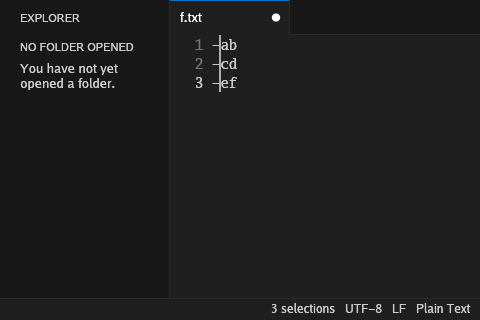 EXPLORER
NO FOLDER OPENED
You have not yet
opened a folder.
f.txt
1 -ab
2 -cd
3 -ef
3 selections UTF-8 LF Plain Text